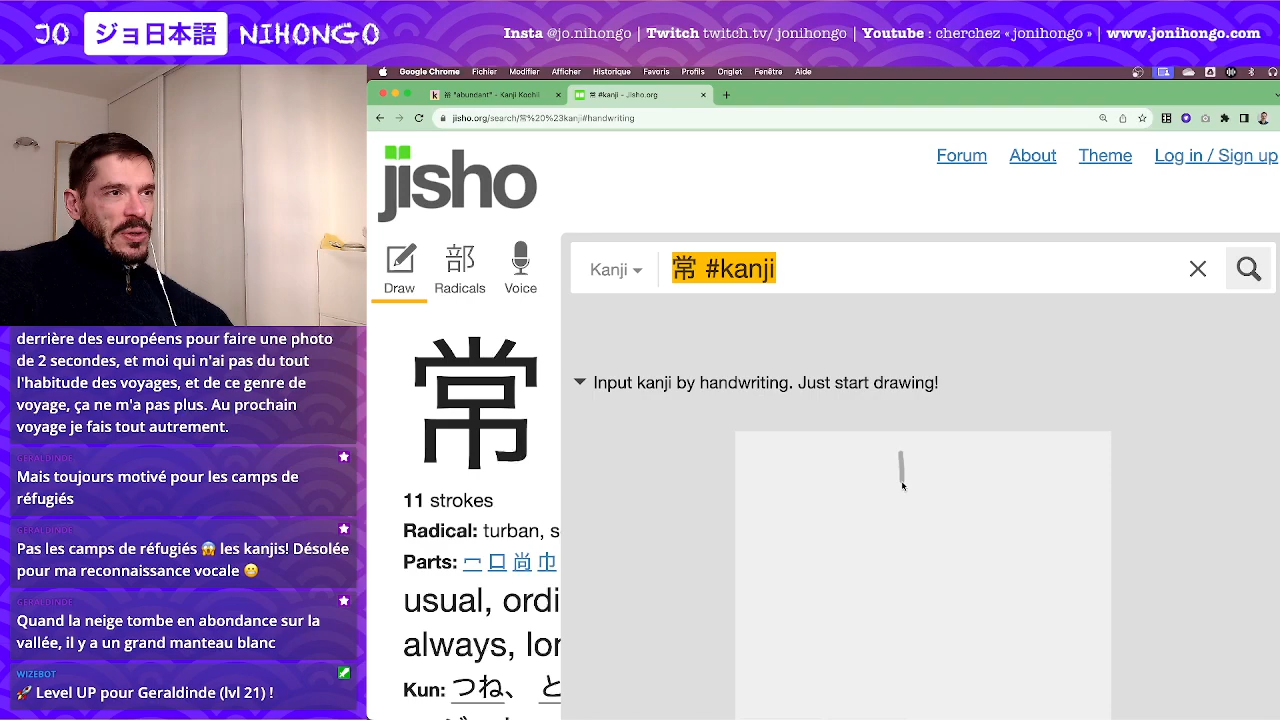 JO ジョ日本語 NIHONGO
Insta @jo.nihongo | Twitch twitch.tv/ jonihongo | Youtube : cherchez « jonihongo » | www.jonihongo.com
Google Chrome Fichier Modifier Afficher Historique Favoris Profils Onglet Fenêtre Aide
"abundant" - Kanji Koohii
常 #kanji - Jisho.org
jisho.org/search/常%20%23kanji#handwriting
jisho
Forum About Theme Log in / Sign up
Draw
部 Radicals
Voice
Kanji 常 #kanji
Input kanji by handwriting. Just start drawing!
常
11 strokes
Radical: turban, s
Parts: 冖 口 尚 巾
usual, ordi
always, lor
Kun: つね、 と
derrière des européens pour faire une photo
de 2 secondes, et moi qui n'ai pas du tout
l'habitude des voyages, et de ce genre de
voyage, ça ne m'a pas plus. Au prochain
voyage je fais tout autrement.
GERALDINDE
Mais toujours motivé pour les camps de
réfugiés
GERALDINDE
Pas les camps de réfugiés 😱 les kanjis! Désolée
pour ma reconnaissance vocale 😬
GERALDINDE
Quand la neige tombe en abondance sur la
vallée, il y a un grand manteau blanc
WIZEBOT
🚀 Level UP pour Geraldinde (lvl 21) !